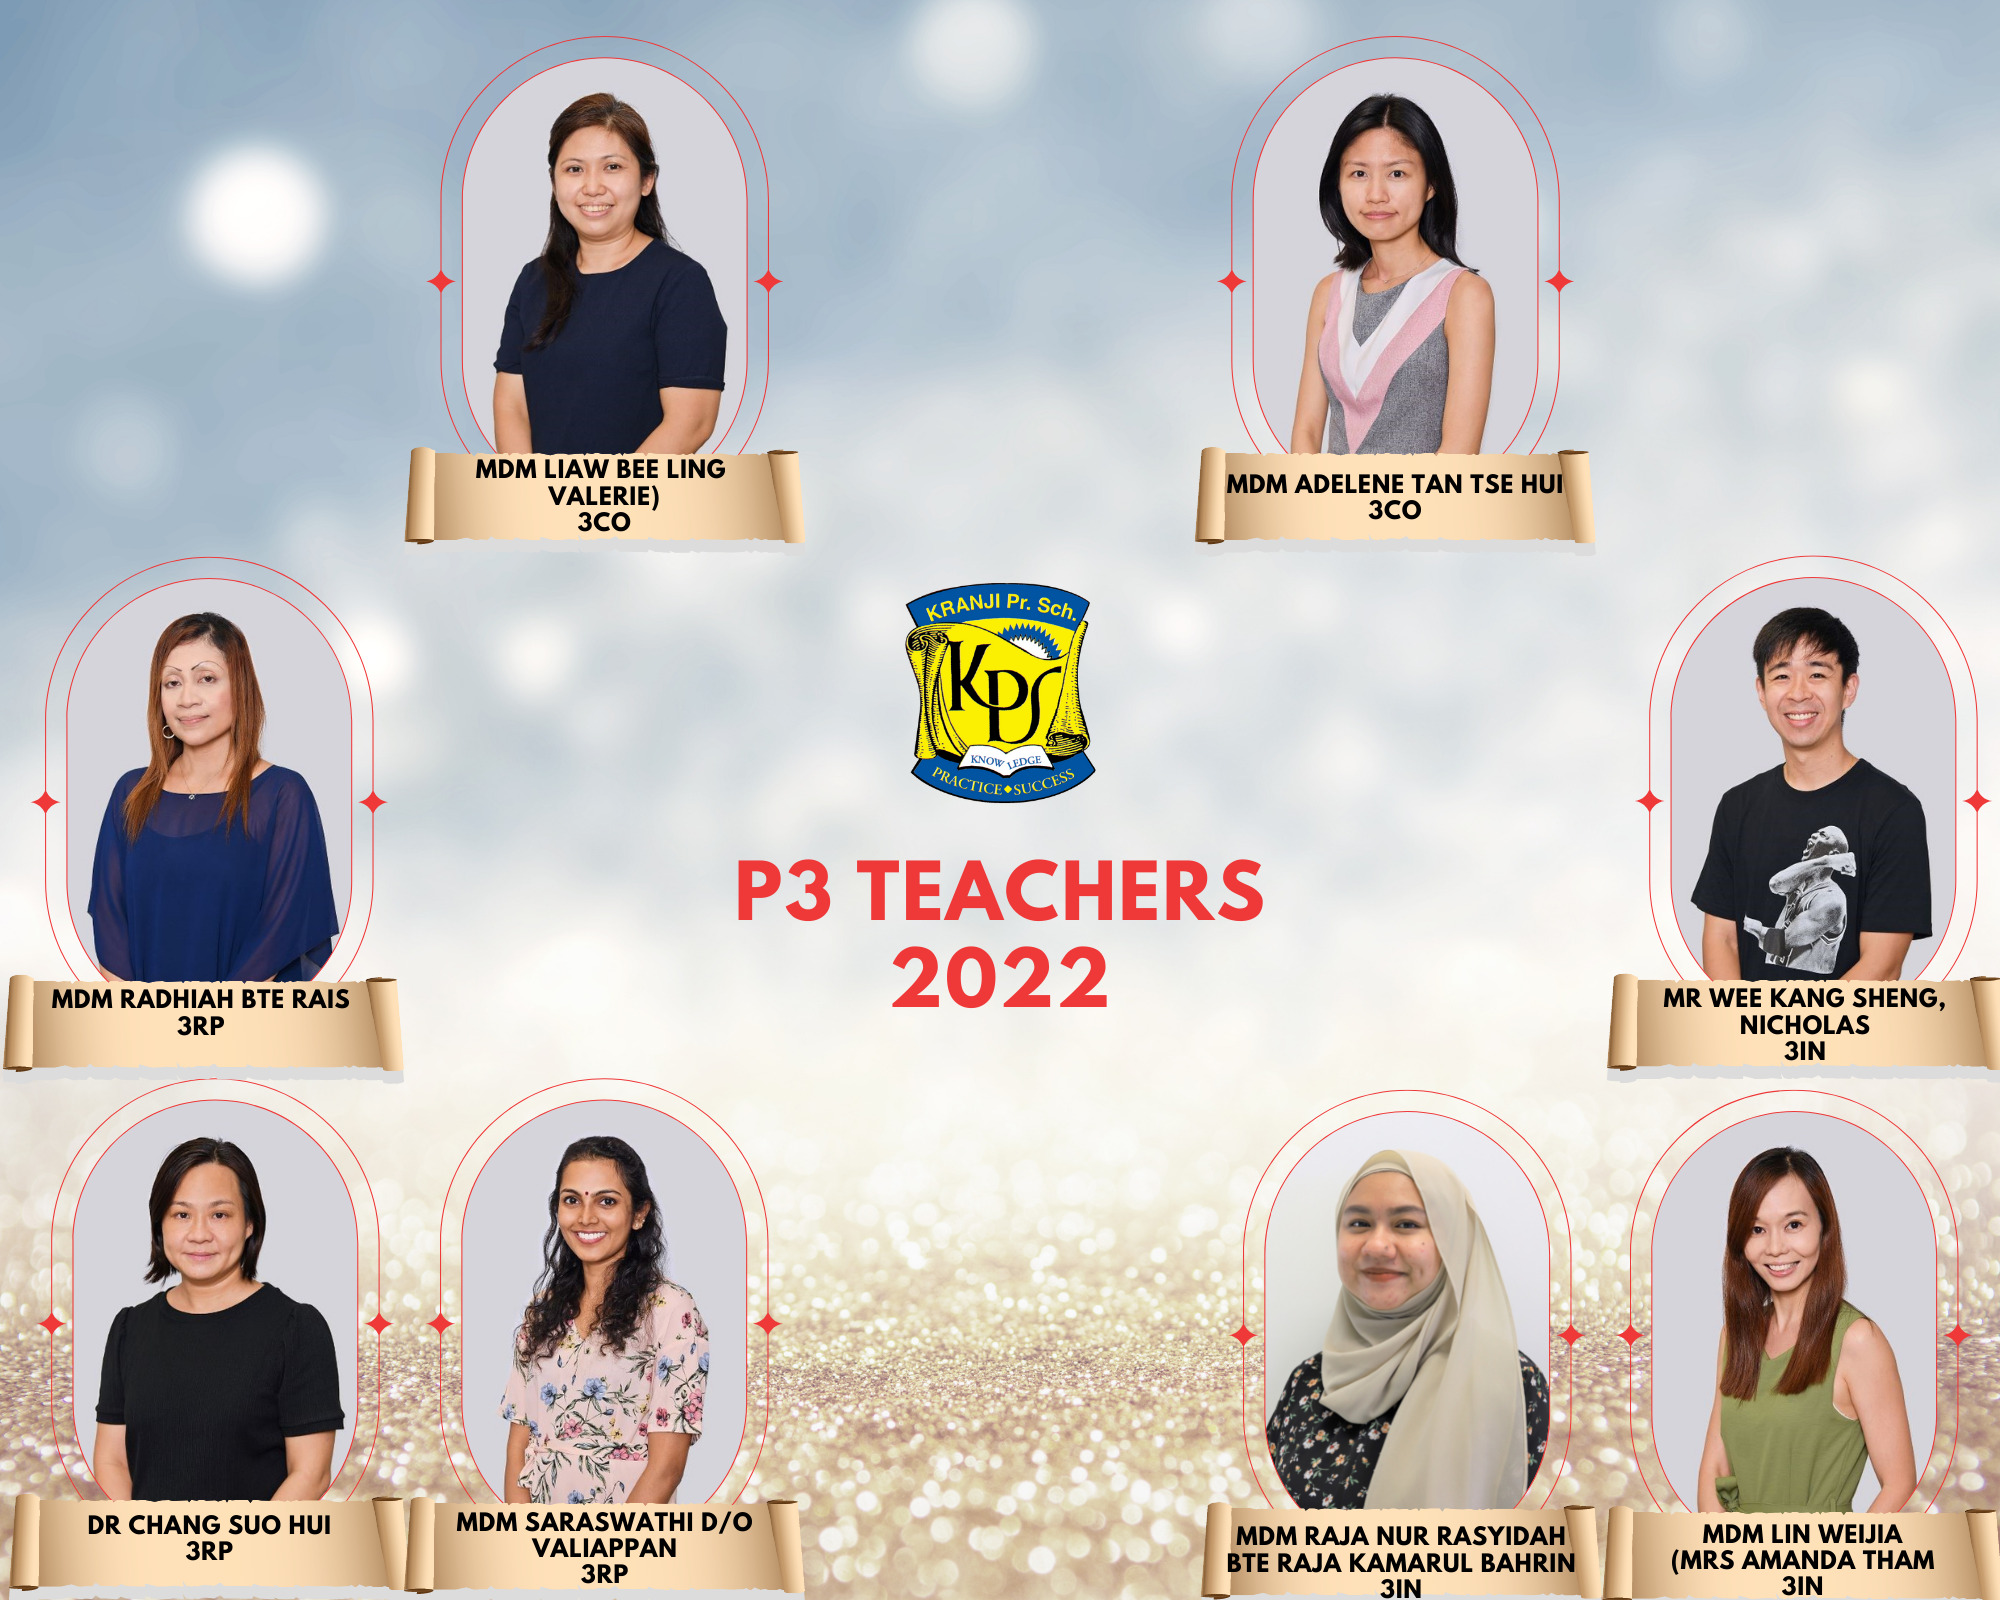 MDM LIAW BEE LING
VALERIE)
3CO
MDM ADELENE TAN TSE HUI
3CO
KRANJI Pr. Sch.
KPS
KNOWLEDGE
PRACTICE◆SUCCESS
P3 TEACHERS
2022
MDM RADHIAH BTE RAIS
3RP
MR WEE KANG SHENG,
NICHOLAS
3IN
DR CHANG SUO HUI
3RP
MDM SARASWATHI D/O
VALIAPPAN
3RP
MDM RAJA NUR RASYIDAH
BTE RAJA KAMARUL BAHRIN
3IN
MDM LIN WEIJIA
(MRS AMANDA THAM
3IN